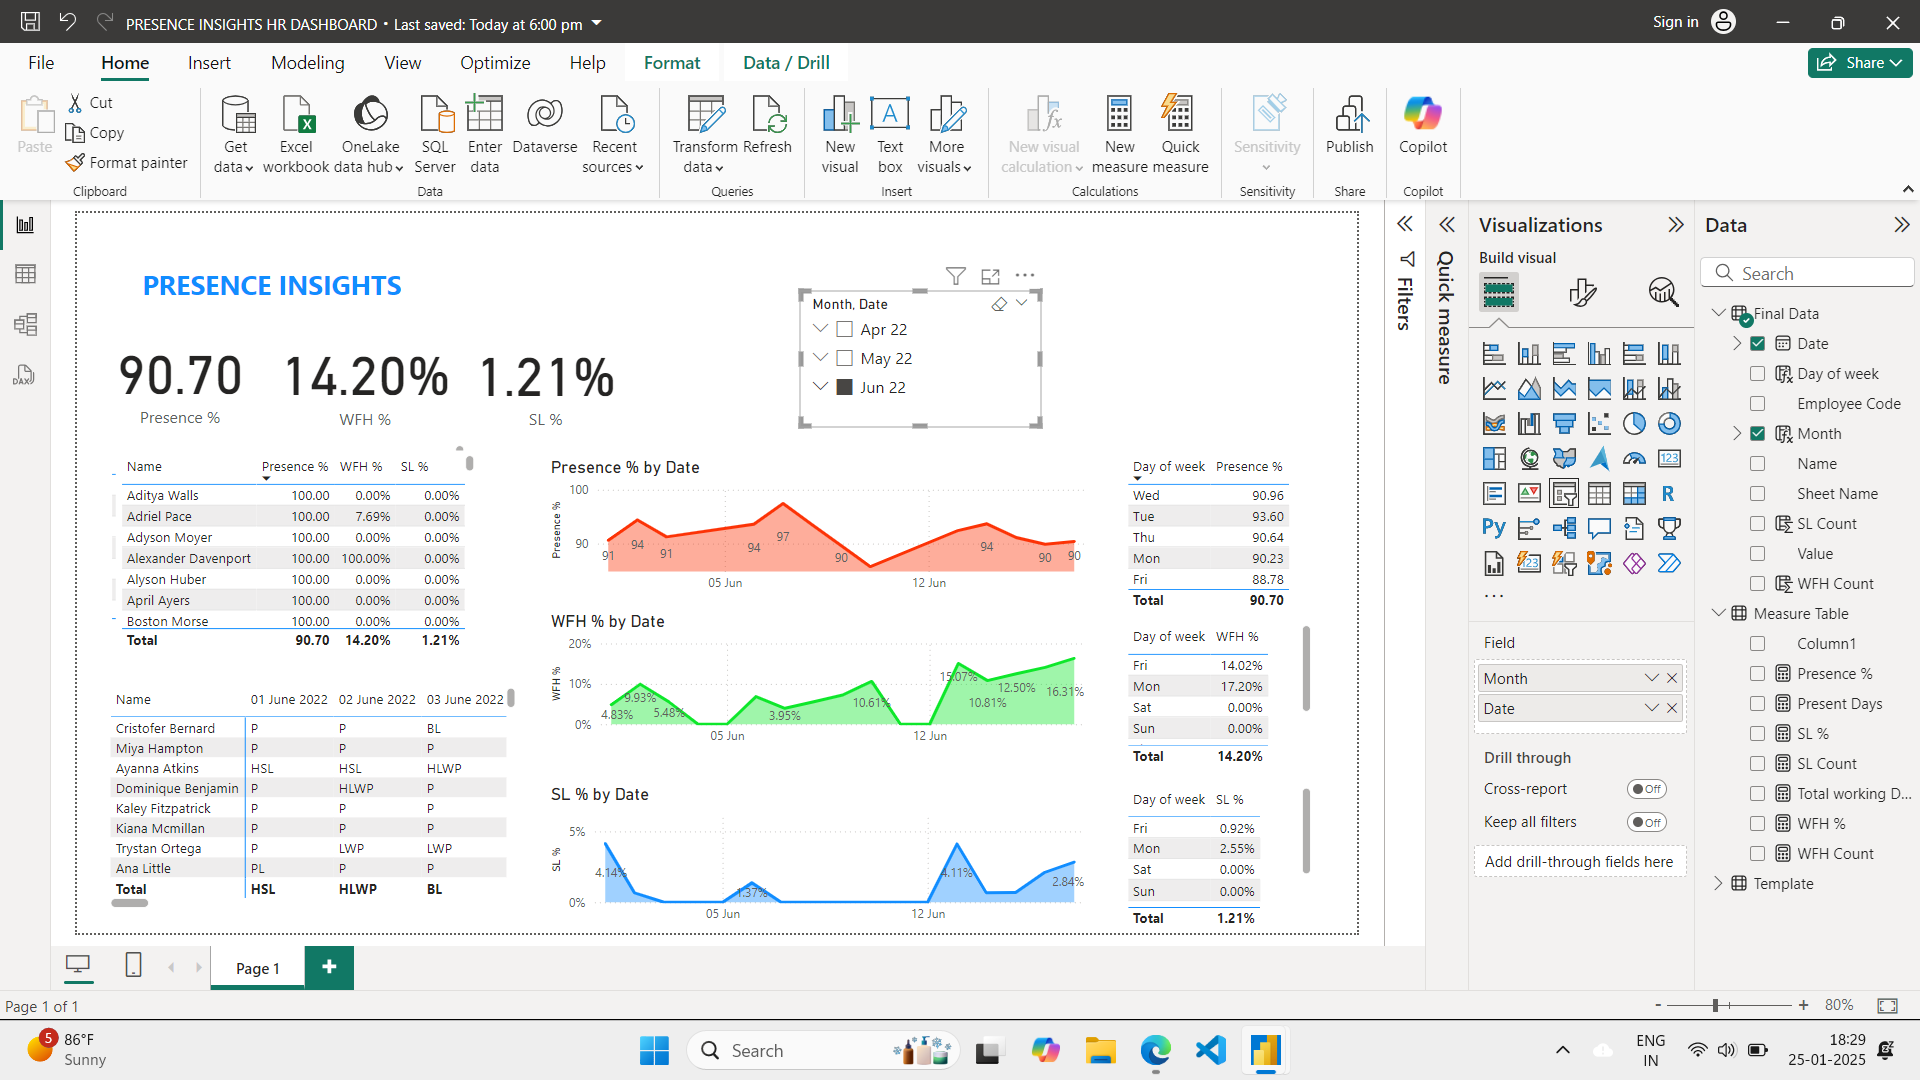 PRESENCE INSIGHTS HR DASHBOARD • Last saved: Today at 6:00 pm
Sign in
File Home Insert Modeling View Optimize Help Format Data / Drill
Share
Paste
Cut
Copy
Format painter
Clipboard
Get data
Excel workbook
OneLake data hub
SQL Server
Enter data
Dataverse
Recent sources
Data
Transform data
Refresh
Queries
New visual
Text box
More visuals
Insert
New visual calculation
New measure
Quick measure
Calculations
Sensitivity
Sensitivity
Publish
Share
Copilot
Copilot
PRESENCE INSIGHTS
90.70
Presence %
14.20%
WFH %
1.21%
SL %
Month, Date
Apr 22
May 22
Jun 22
Name Presence % WFH % SL %
Aditya Walls 100.00 0.00% 0.00%
Adriel Pace 100.00 7.69% 0.00%
Adyson Moyer 100.00 0.00% 0.00%
Alexander Davenport 100.00 100.00% 0.00%
Alyson Huber 100.00 0.00% 0.00%
April Ayers 100.00 0.00% 0.00%
Boston Morse 100.00 0.00% 0.00%
Total 90.70 14.20% 1.21%
Name 01 June 2022 02 June 2022 03 June 2022
Cristofer Bernard P P BL
Miya Hampton P P P
Ayanna Atkins HSL HSL HLWP
Dominique Benjamin P HLWP P
Kaley Fitzpatrick P P P
Kiana Mcmillan P P P
Trystan Ortega P LWP LWP
Ana Little PL P P
Total HSL HLWP BL
Presence % by Date
Presence %
100
90
91 94 91 94 97 90 94 90 90
05 Jun 12 Jun
WFH % by Date
WFH %
20%
10%
0%
4.83% 9.93% 5.48% 3.95% 10.61% 15.07% 10.81% 12.50% 16.31%
05 Jun 12 Jun
SL % by Date
SL %
5%
0%
4.14% 1.37% 4.11% 2.84%
05 Jun 12 Jun
Day of week Presence %
Wed 90.96
Tue 93.60
Thu 90.64
Mon 90.23
Fri 88.78
Total 90.70
Day of week WFH %
Fri 14.02%
Mon 17.20%
Sat 0.00%
Sun 0.00%
Total 14.20%
Day of week SL %
Fri 0.92%
Mon 2.55%
Sat 0.00%
Sun 0.00%
Total 1.21%
Filters
Quick measure
Visualizations
Build visual
123
R
Py
123
Field
Month
Date
Drill through
Cross-report
Off
Keep all filters
Off
Add drill-through fields here
Data
Search
Final Data
Date
Day of week
Employee Code
Month
Name
Sheet Name
SL Count
Value
WFH Count
Measure Table
Column1
Presence %
Present Days
SL %
SL Count
Total working D...
WFH %
WFH Count
Template
DAX
Page 1
Page 1 of 1
- + 80%
5
86°F
Sunny
Search
ENG
IN
18:29
25-01-2025